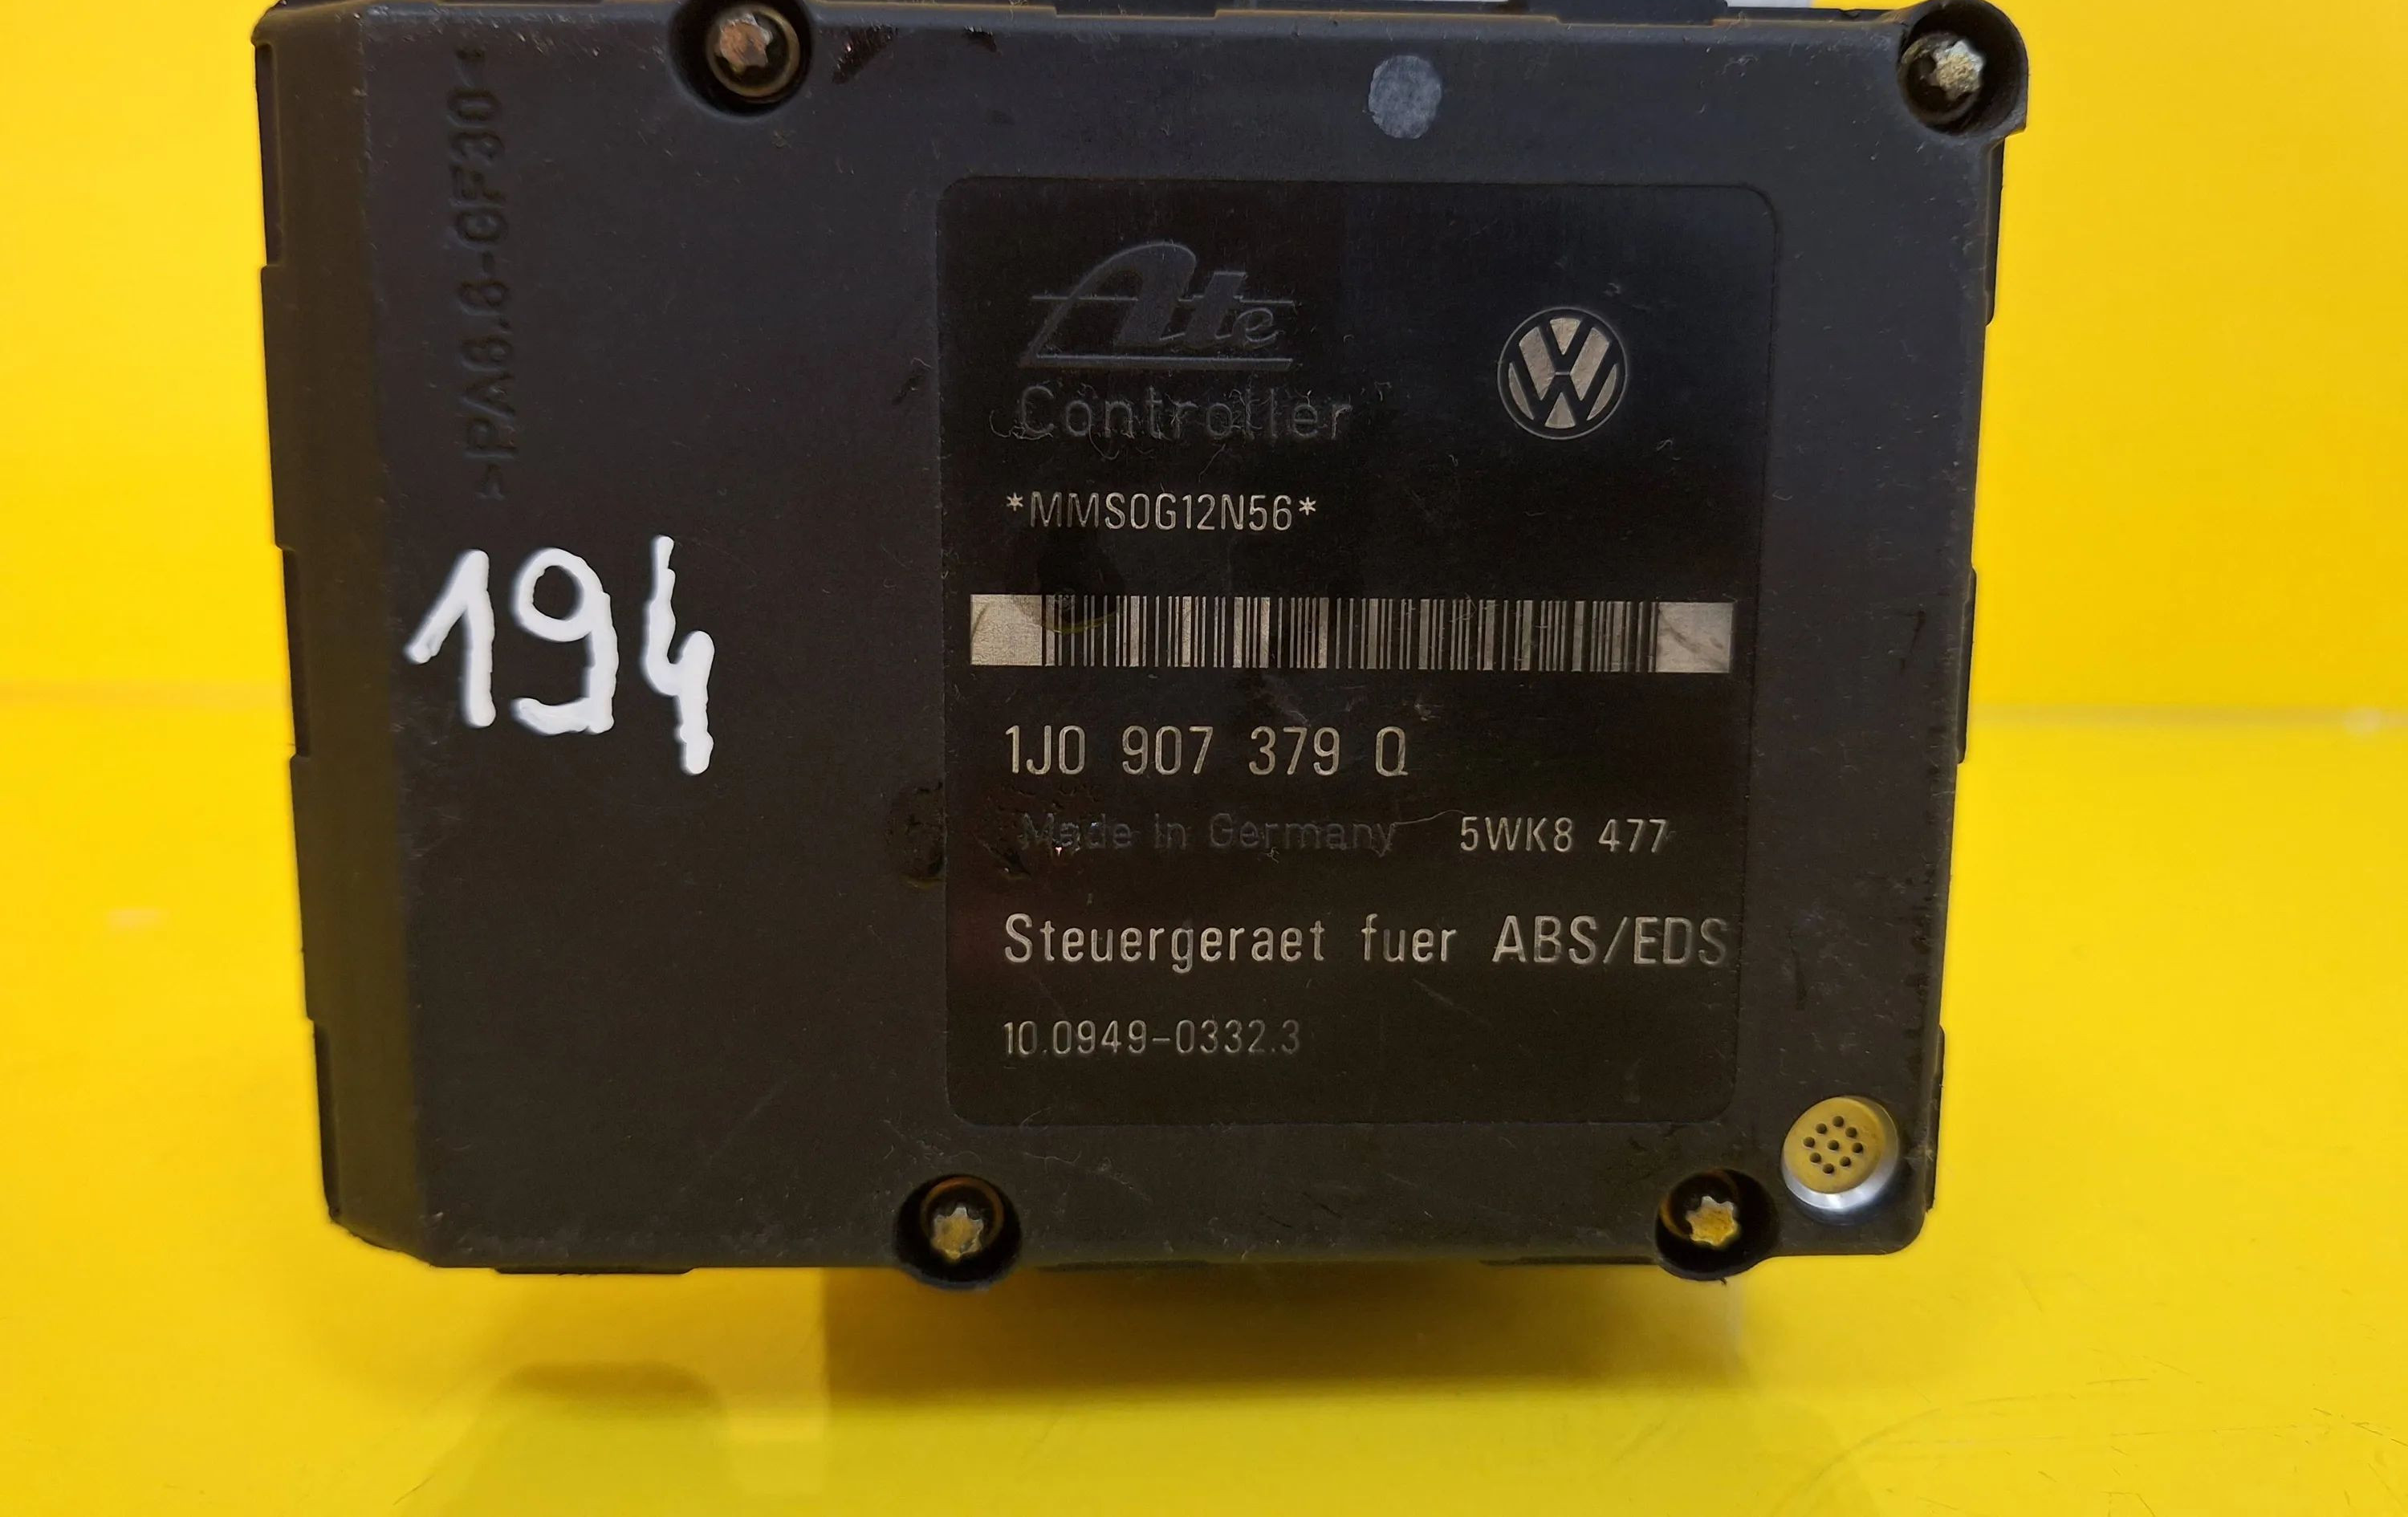 >PA6.6-GF30<
194
Ate
Controller
*MMS0G12N56*
1J0 907 379 Q
Made in Germany 5WK8 477
Steuergeraet fuer ABS/EDS
10.0949-0332.3